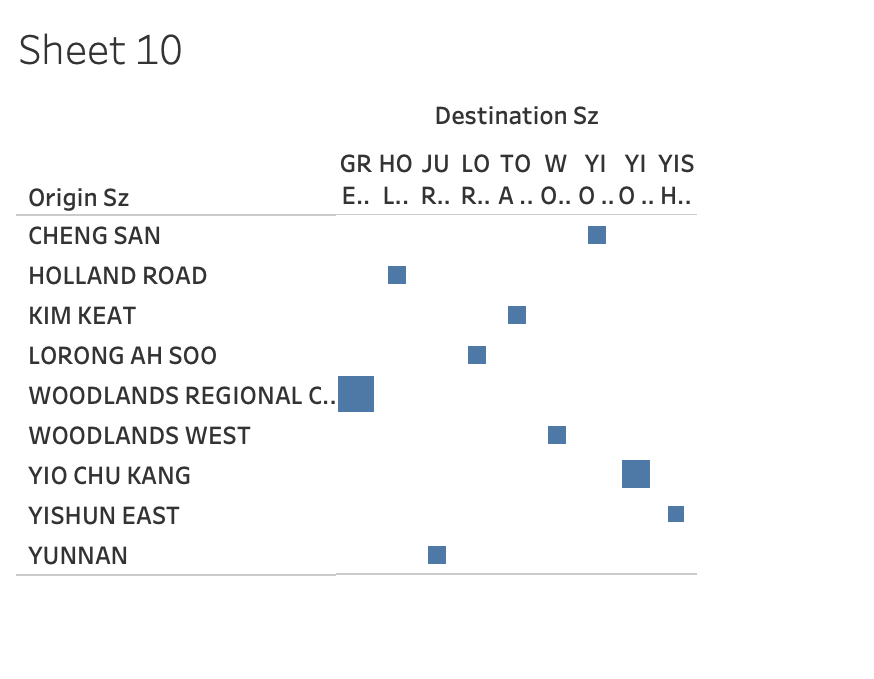 Sheet 10
Destination Sz
GR HO JU LO TO W YI YI YIS
Origin Sz E.. L.. R.. R.. A .. O.. O .. O .. H..
CHENG SAN
HOLLAND ROAD
KIM KEAT
LORONG AH SOO
WOODLANDS REGIONAL C..
WOODLANDS WEST
YIO CHU KANG
YISHUN EAST
YUNNAN